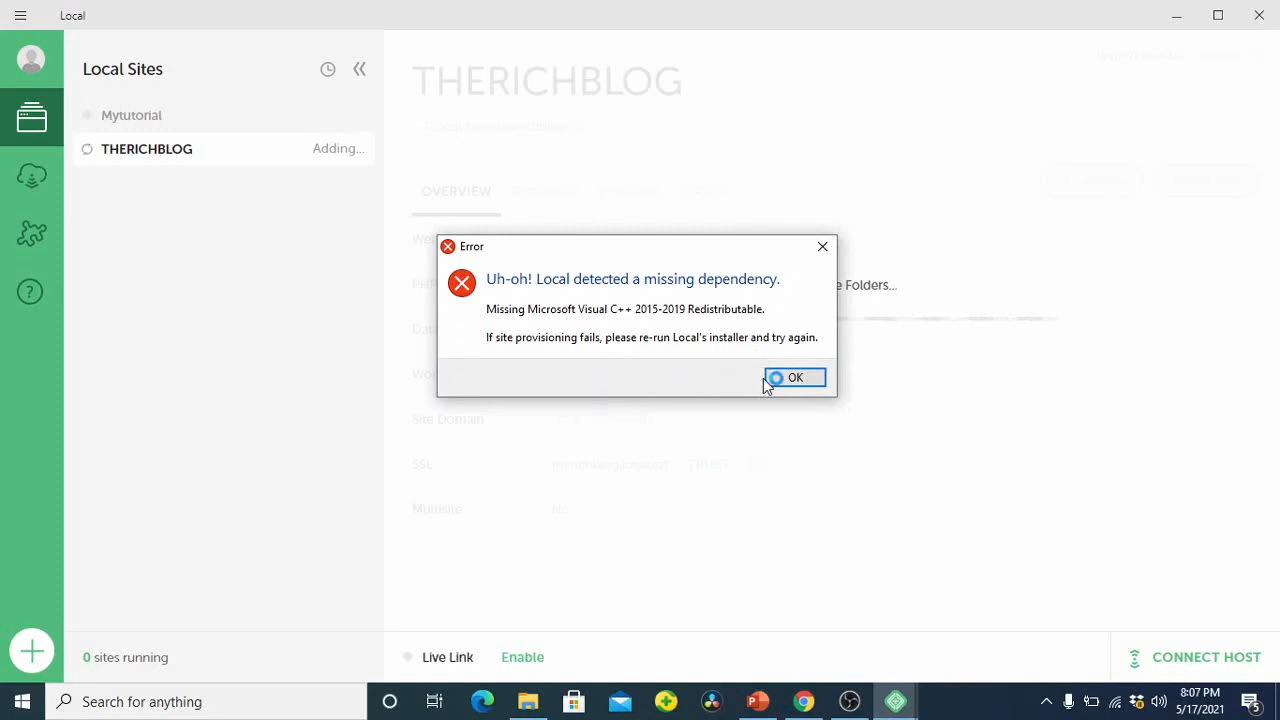 Local
Local Sites
Mytutorial
THERICHBLOG Adding...
THERICHBLOG
OVERVIEW
Error
Uh-oh! Local detected a missing dependency.
Missing Microsoft Visual C++ 2015-2019 Redistributable.
If site provisioning fails, please re-run Local's installer and try again.
OK
Folders...
Site Domain
SSL
Multisite
0 sites running
Live Link Enable
CONNECT HOST
Search for anything
8:07 PM
5/17/2021
5